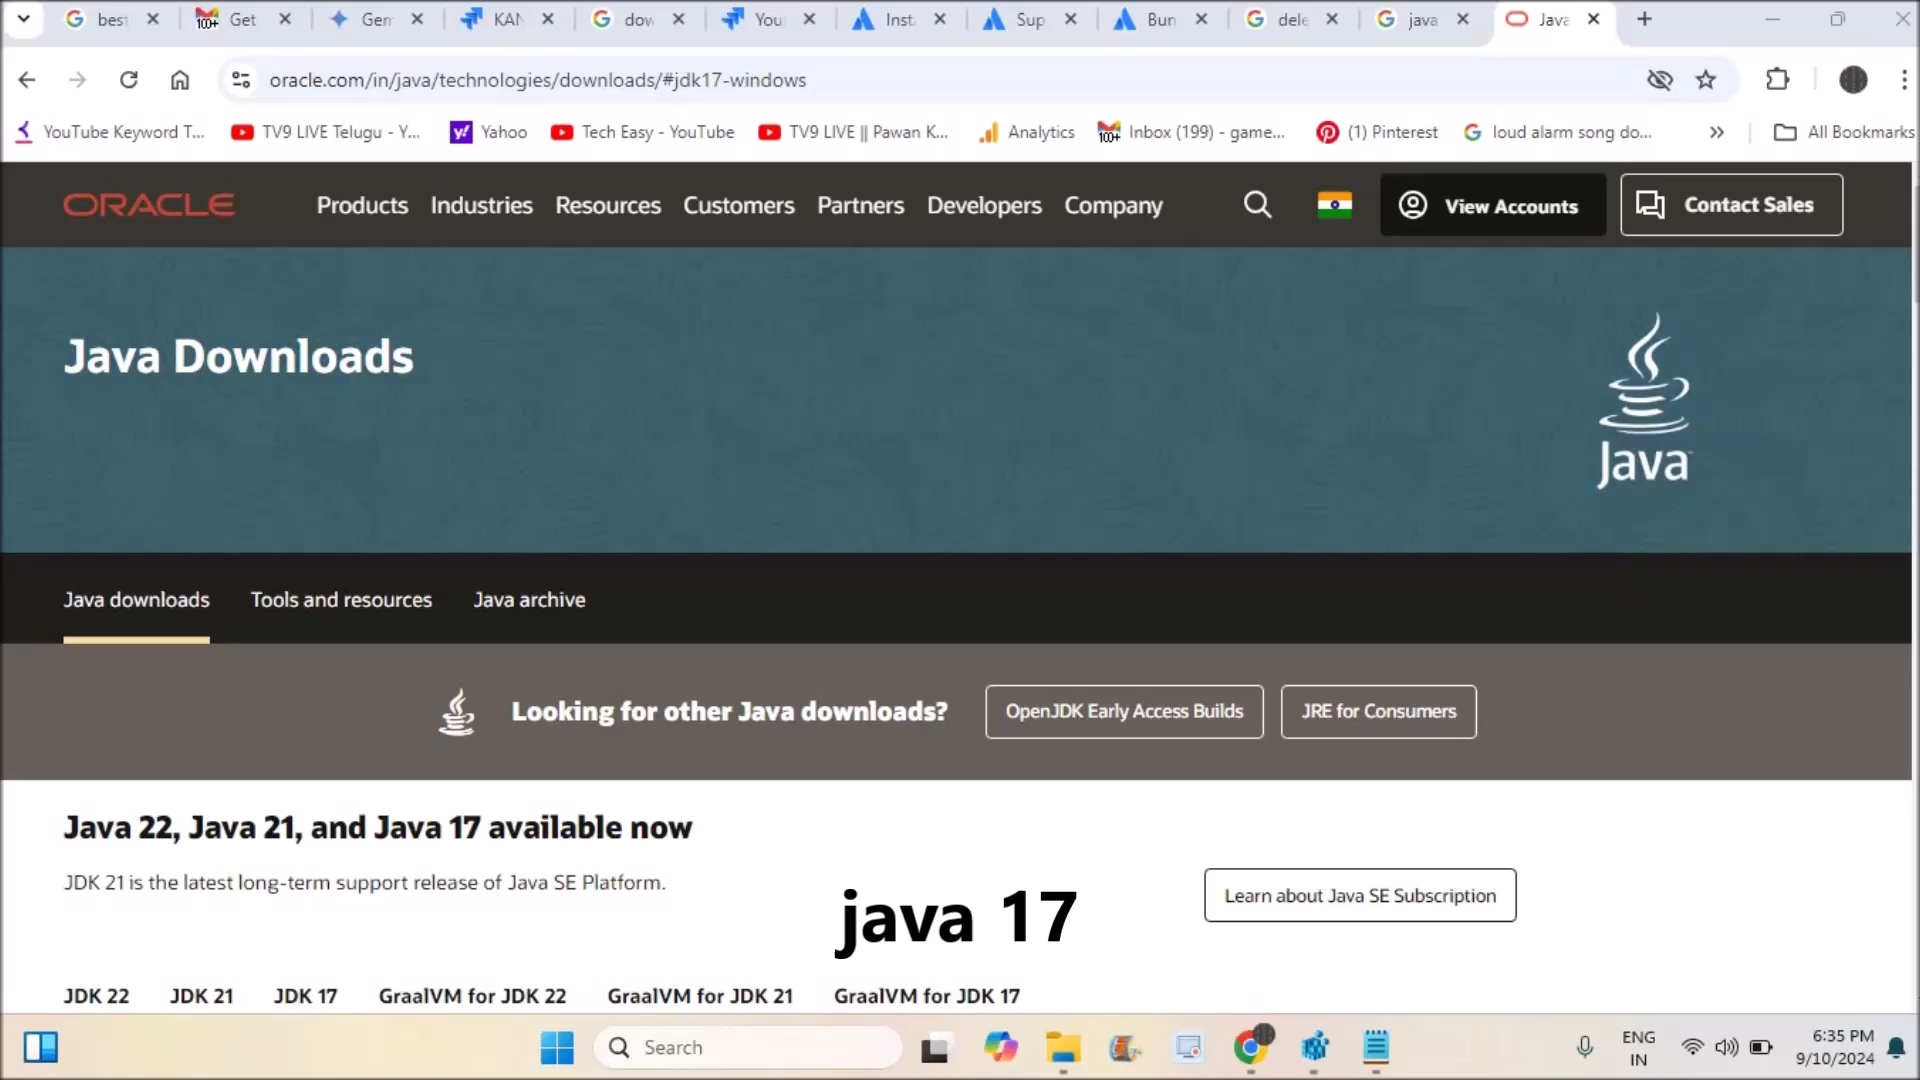 best
Get
Gen
KAN
dow
You
Inst
Sup
Bun
dele
java
Java
oracle.com/in/java/technologies/downloads/#jdk17-windows
YouTube Keyword T...
TV9 LIVE Telugu - Y...
Yahoo
Tech Easy - YouTube
TV9 LIVE || Pawan K...
Analytics
Inbox (199) - game...
(1) Pinterest
loud alarm song do...
All Bookmarks
ORACLE
Products
Industries
Resources
Customers
Partners
Developers
Company
View Accounts
Contact Sales
Java Downloads
Java
Java downloads
Tools and resources
Java archive
Looking for other Java downloads?
OpenJDK Early Access Builds
JRE for Consumers
Java 22, Java 21, and Java 17 available now
JDK 21 is the latest long-term support release of Java SE Platform.
Learn about Java SE Subscription
java 17
JDK 22
JDK 21
JDK 17
GraalVM for JDK 22
GraalVM for JDK 21
GraalVM for JDK 17
Search
ENG
IN
6:35 PM
9/10/2024